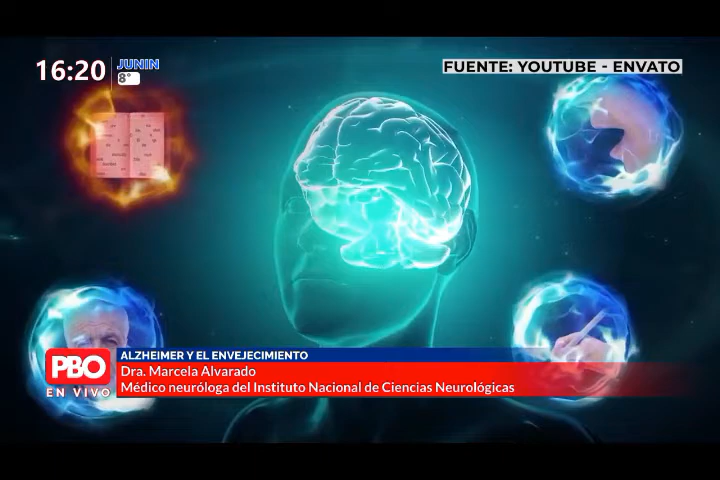 16:20
JUNIN
8°
FUENTE: YOUTUBE - ENVATO
PBO
EN VIVO
ALZHEIMER Y EL ENVEJECIMIENTO
Dra. Marcela Alvarado
Médico neuróloga del Instituto Nacional de Ciencias Neurológicas